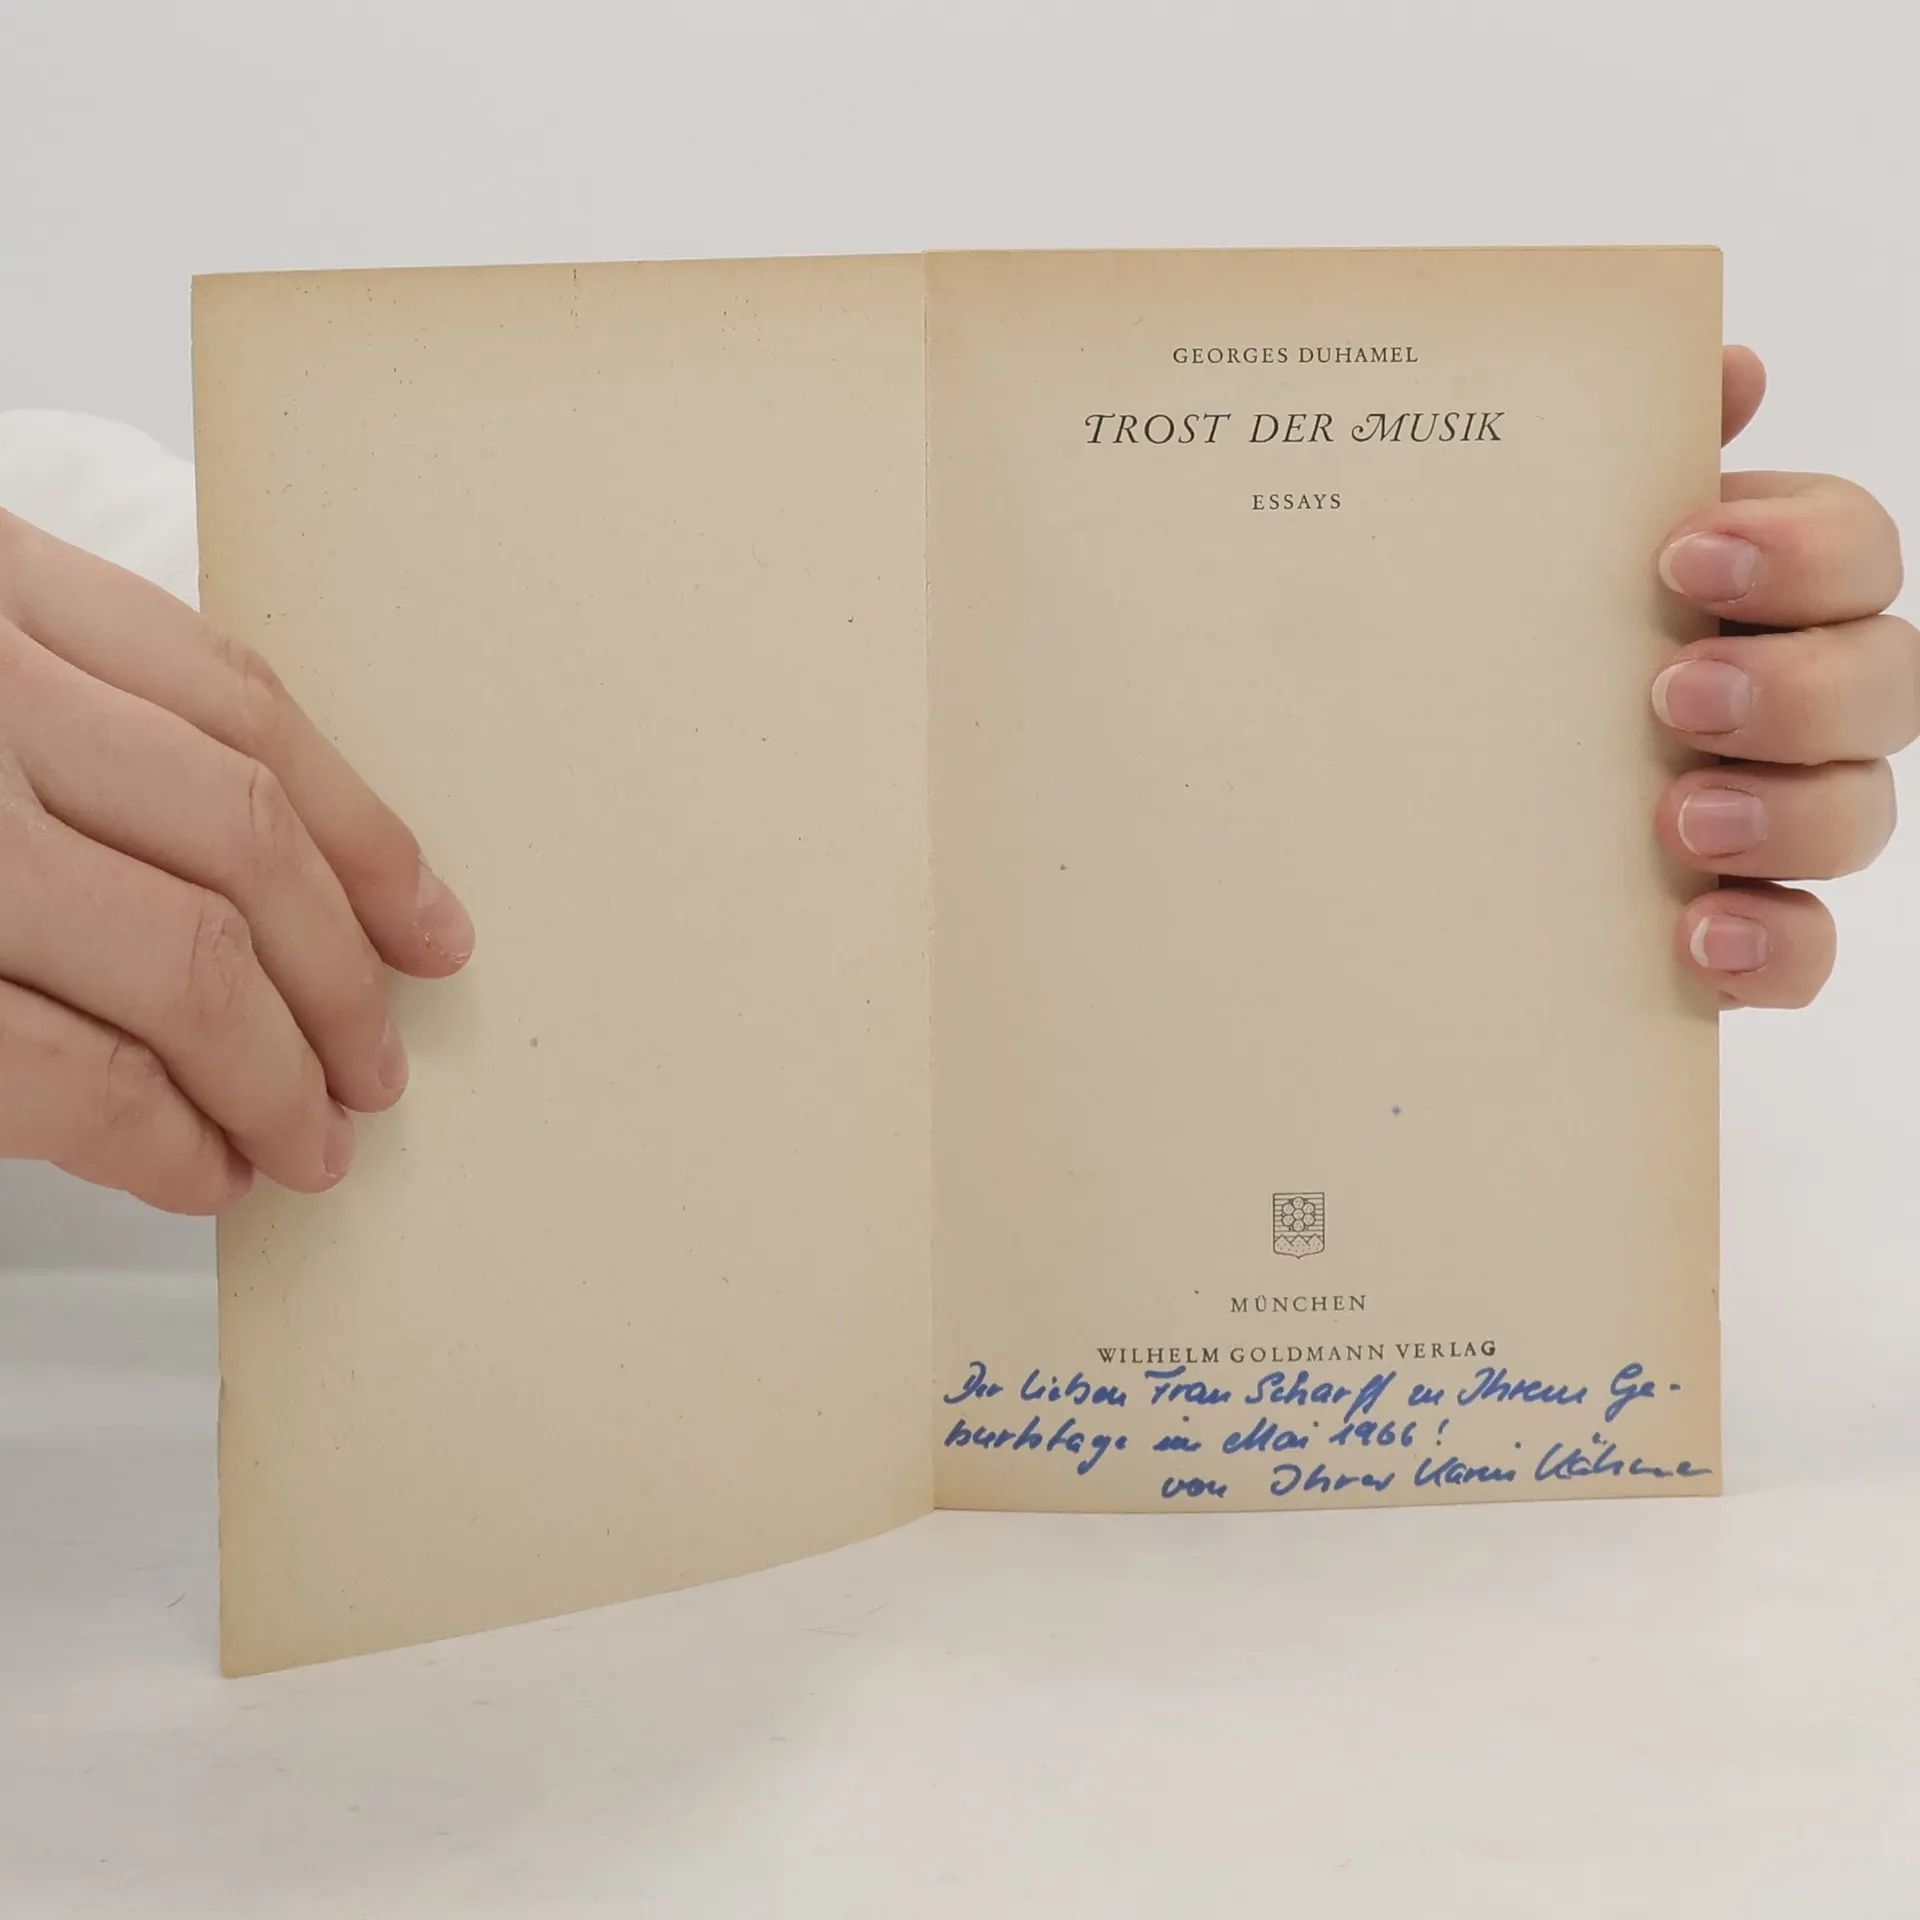 GEORGES DUHAMEL
TROST DER MUSIK
ESSAYS
MÜNCHEN
WILHELM GOLDMANN VERLAG
Der lieben Frau Scharff zu Ihrem Ge-
burtstage im Mai 1966!
von Ihrer Karin